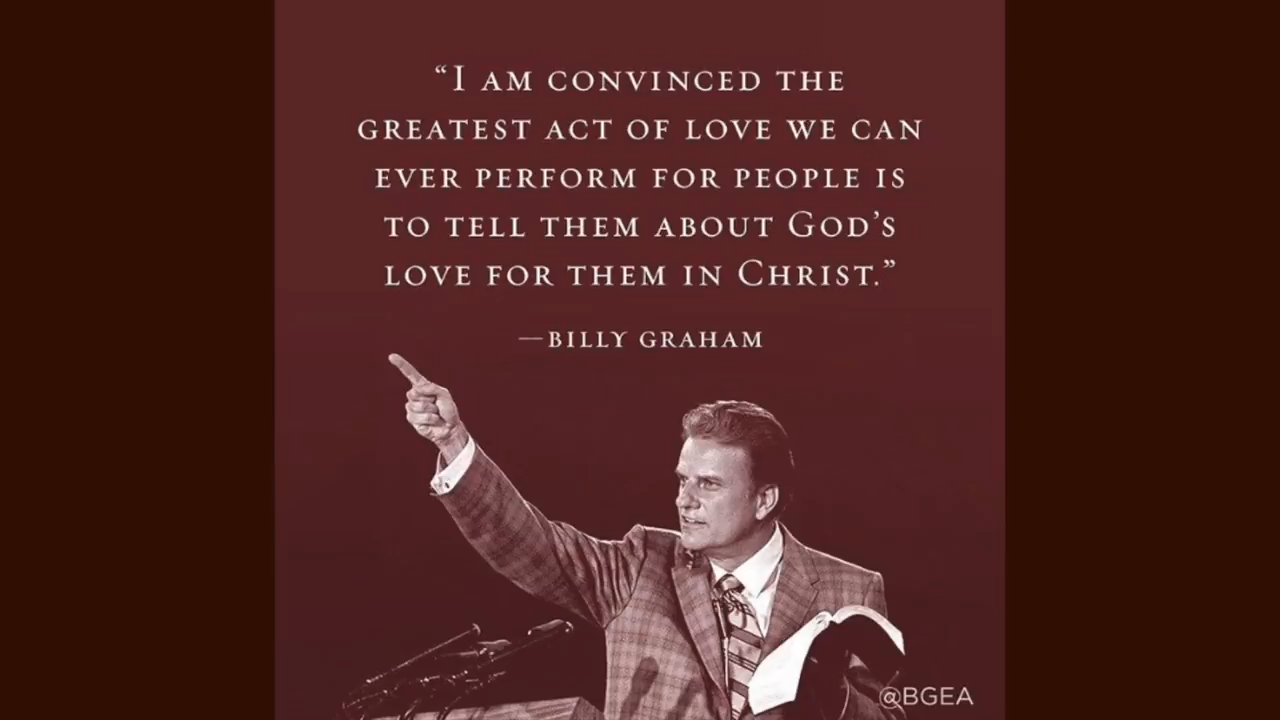 “I AM CONVINCED THE
GREATEST ACT OF LOVE WE CAN
EVER PERFORM FOR PEOPLE IS
TO TELL THEM ABOUT GOD’S
LOVE FOR THEM IN CHRIST.”
—BILLY GRAHAM
@BGEA